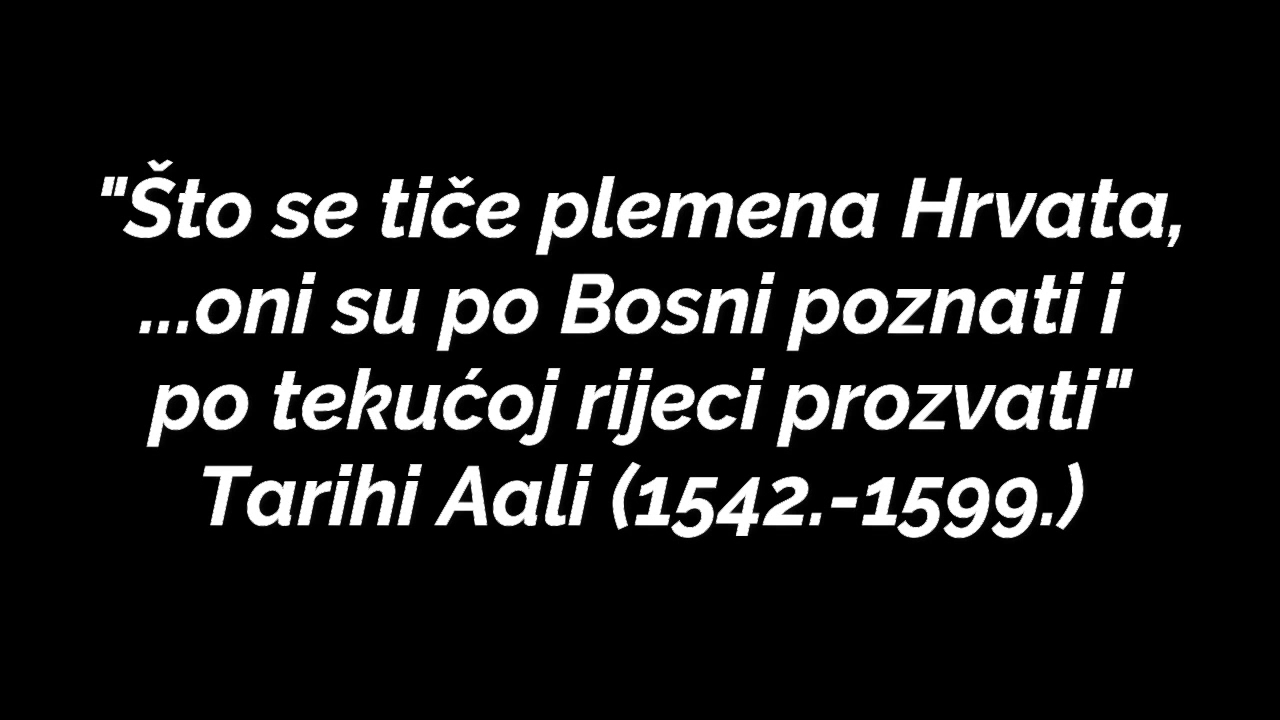 "Što se tiče plemena Hrvata,
...oni su po Bosni poznati i
po tekućoj rijeci prozvati"
Tarihi Aali (1542.-1599.)